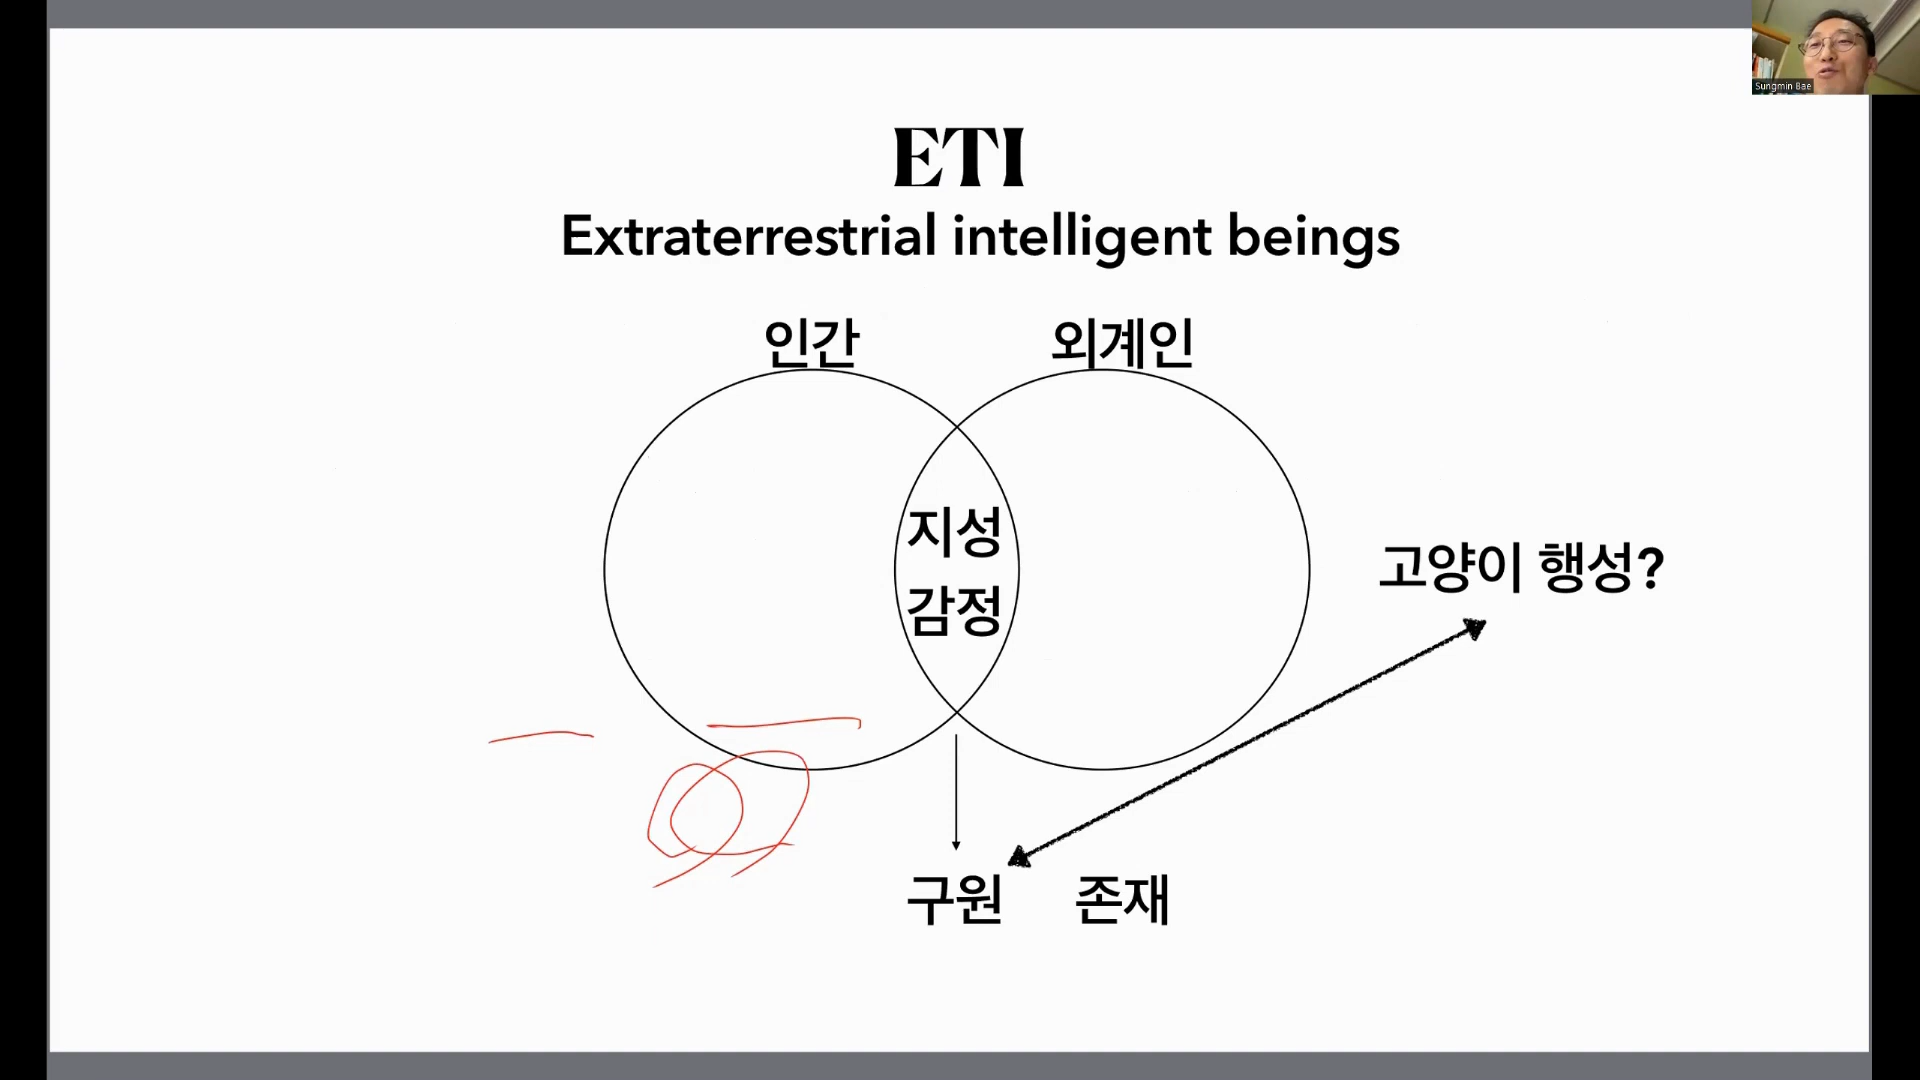 Sungmin Bae
ETI
Extraterrestrial intelligent beings
인간 외계인
지성
감정
고양이 행성?
구원 존재